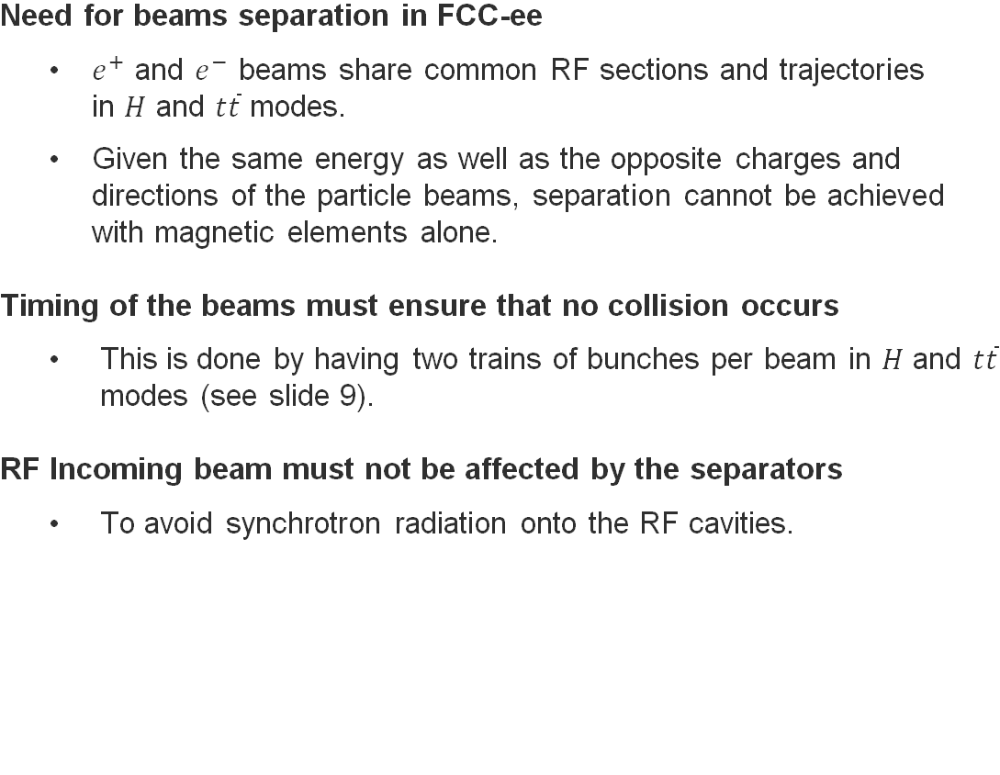 Need for beams separation in FCC-ee
• e⁺ and e⁻ beams share common RF sections and trajectories
in H and tt̄ modes.
• Given the same energy as well as the opposite charges and
directions of the particle beams, separation cannot be achieved
with magnetic elements alone.
Timing of the beams must ensure that no collision occurs
• This is done by having two trains of bunches per beam in H and tt̄
modes (see slide 9).
RF Incoming beam must not be affected by the separators
• To avoid synchrotron radiation onto the RF cavities.